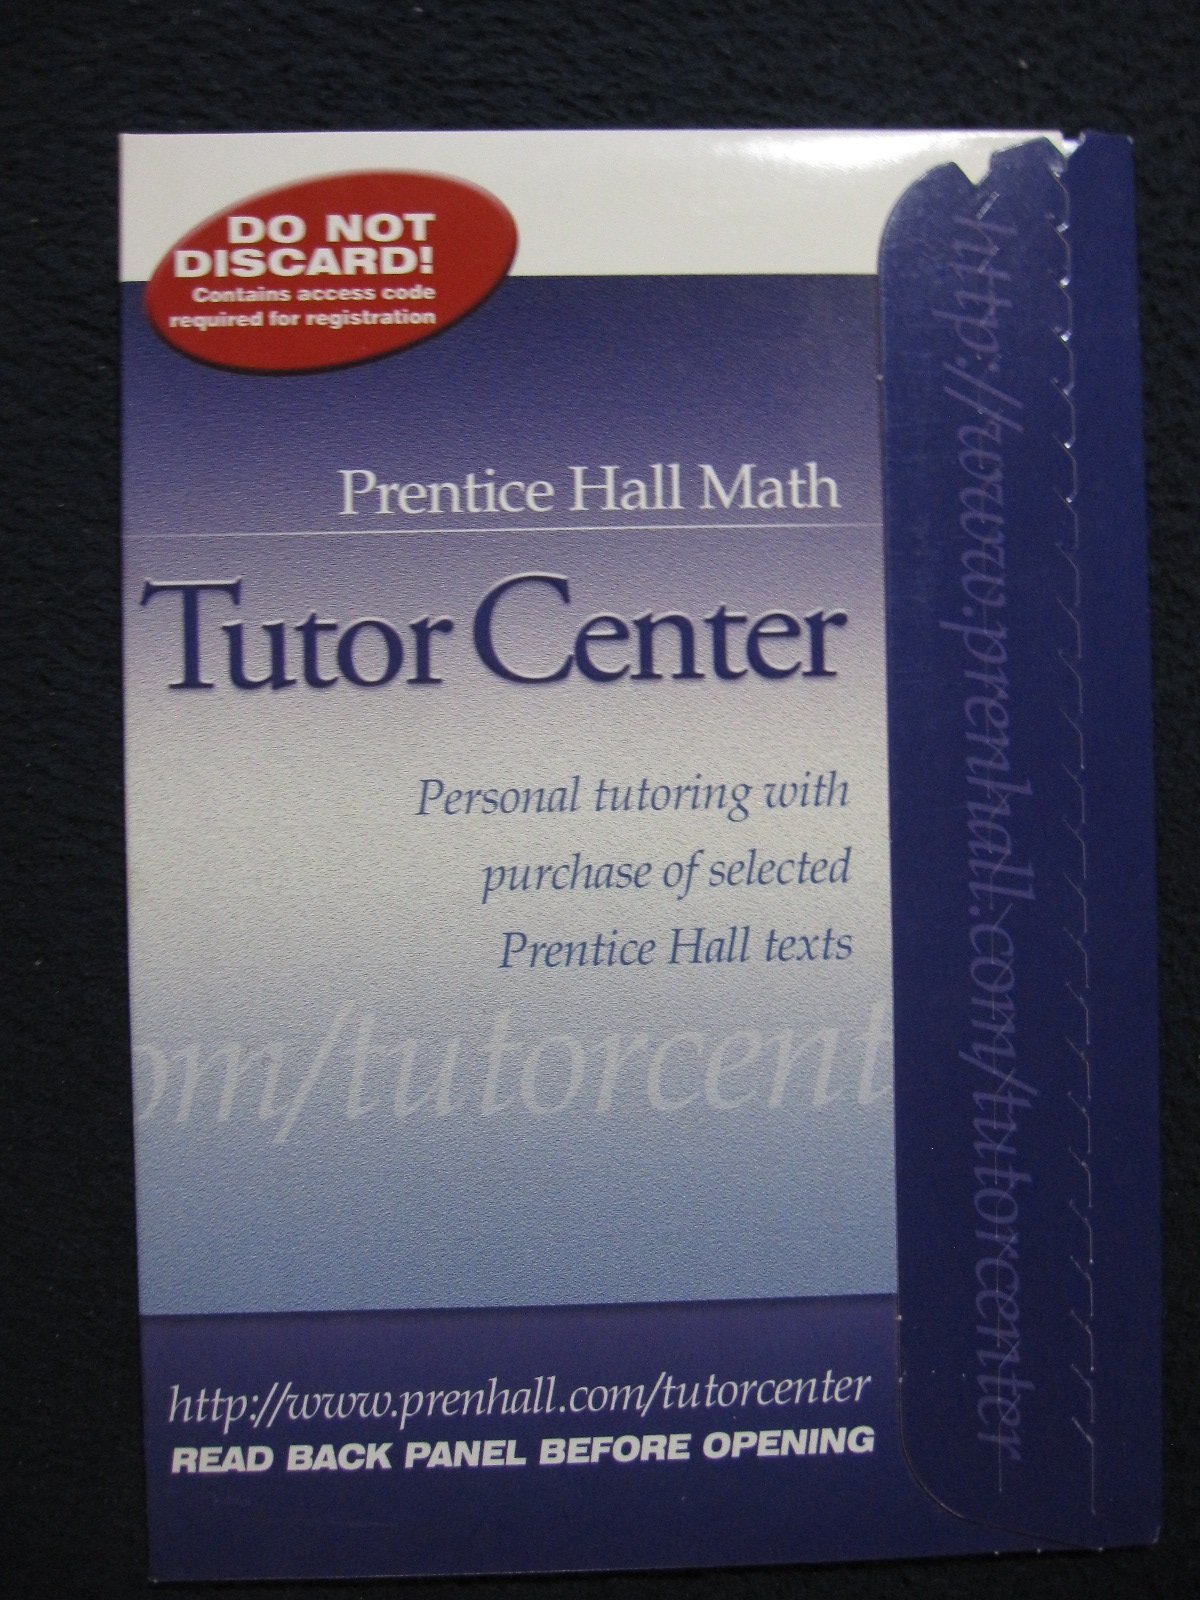 DO NOT
DISCARD!
Contains access code
required for registration
Prentice Hall Math
Tutor Center
Personal tutoring with
purchase of selected
Prentice Hall texts
om/tutorcent
http://www.prenhall.com/tutorcenter
READ BACK PANEL BEFORE OPENING
http://www.prenhall.com/tutorcenter